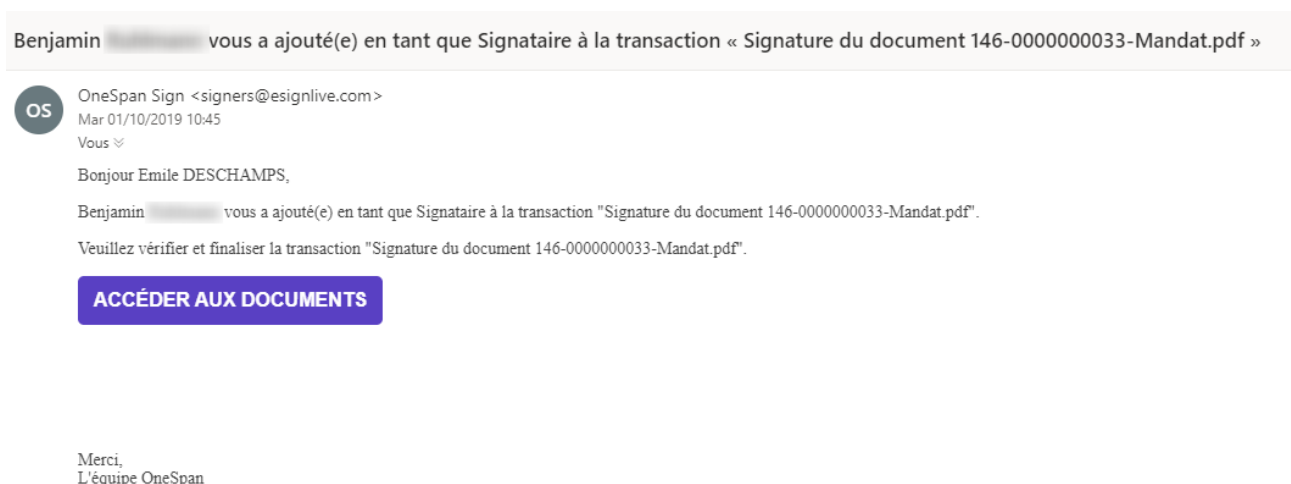 Benjamin vous a ajouté(e) en tant que Signataire à la transaction « Signature du document 146-0000000033-Mandat.pdf »
OS
OneSpan Sign <signers@esignlive.com>
Mar 01/10/2019 10:45
Vous
Bonjour Emile DESCHAMPS,
Benjamin vous a ajouté(e) en tant que Signataire à la transaction "Signature du document 146-0000000033-Mandat.pdf".
Veuillez vérifier et finaliser la transaction "Signature du document 146-0000000033-Mandat.pdf".
ACCÉDER AUX DOCUMENTS
Merci,
L'équipe OneSpan